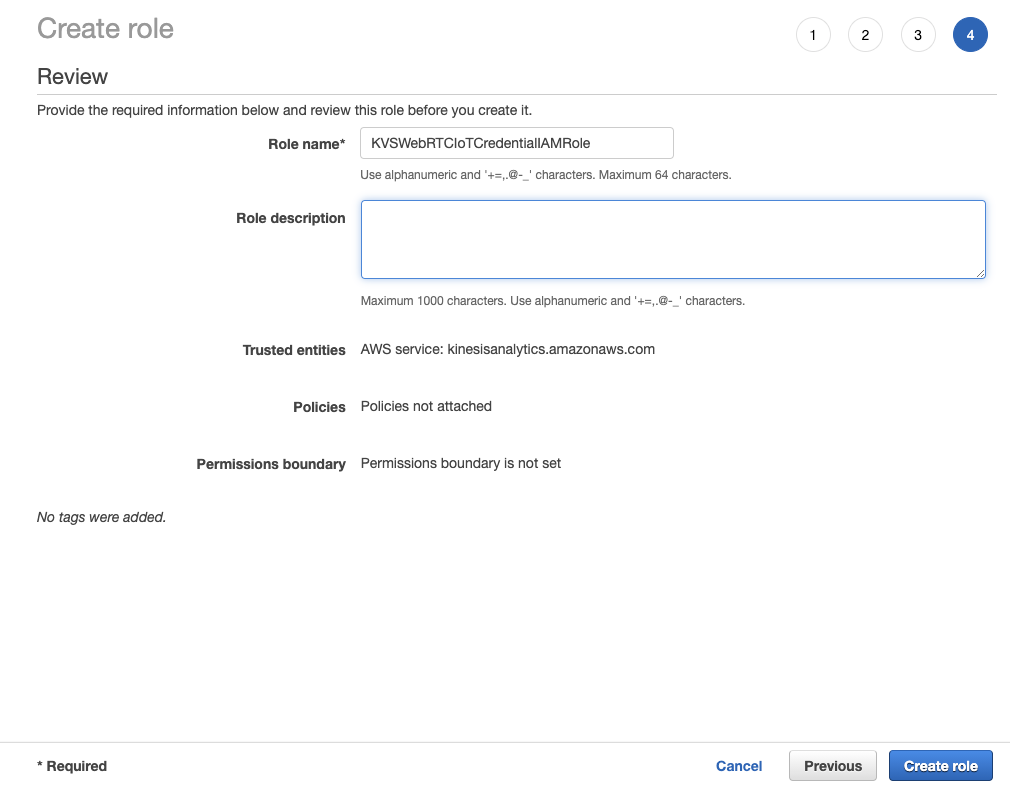 Create role
1 2 3 4
Review
Provide the required information below and review this role before you create it.
Role name* KVSWebRTCIoTCredentialIAMRole
Use alphanumeric and '+=,.@-_' characters. Maximum 64 characters.
Role description
Maximum 1000 characters. Use alphanumeric and '+=,.@-_' characters.
Trusted entities AWS service: kinesisanalytics.amazonaws.com
Policies Policies not attached
Permissions boundary Permissions boundary is not set
No tags were added.
* Required Cancel Previous Create role